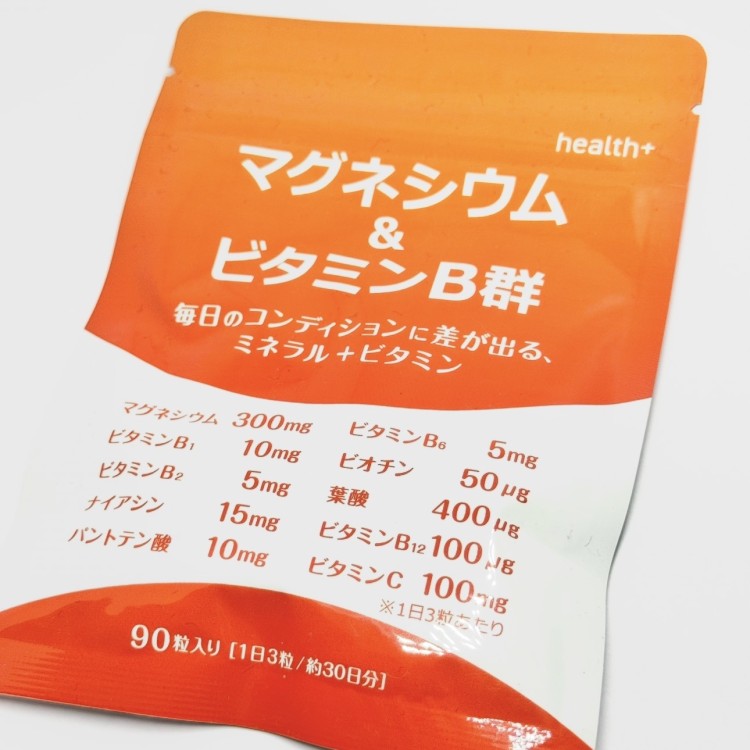 health+
マグネシウム
&
ビタミンB群
毎日のコンディションに差が出る、
ミネラル+ビタミン
マグネシウム 300mg
ビタミンB1 10mg
ビタミンB2 5mg
ナイアシン 15mg
パントテン酸 10mg
ビタミンB6 5mg
ビオチン 50μg
葉酸 400μg
ビタミンB12 100μg
ビタミンC 100mg
※1日3粒あたり
90粒入り [1日3粒/約30日分]